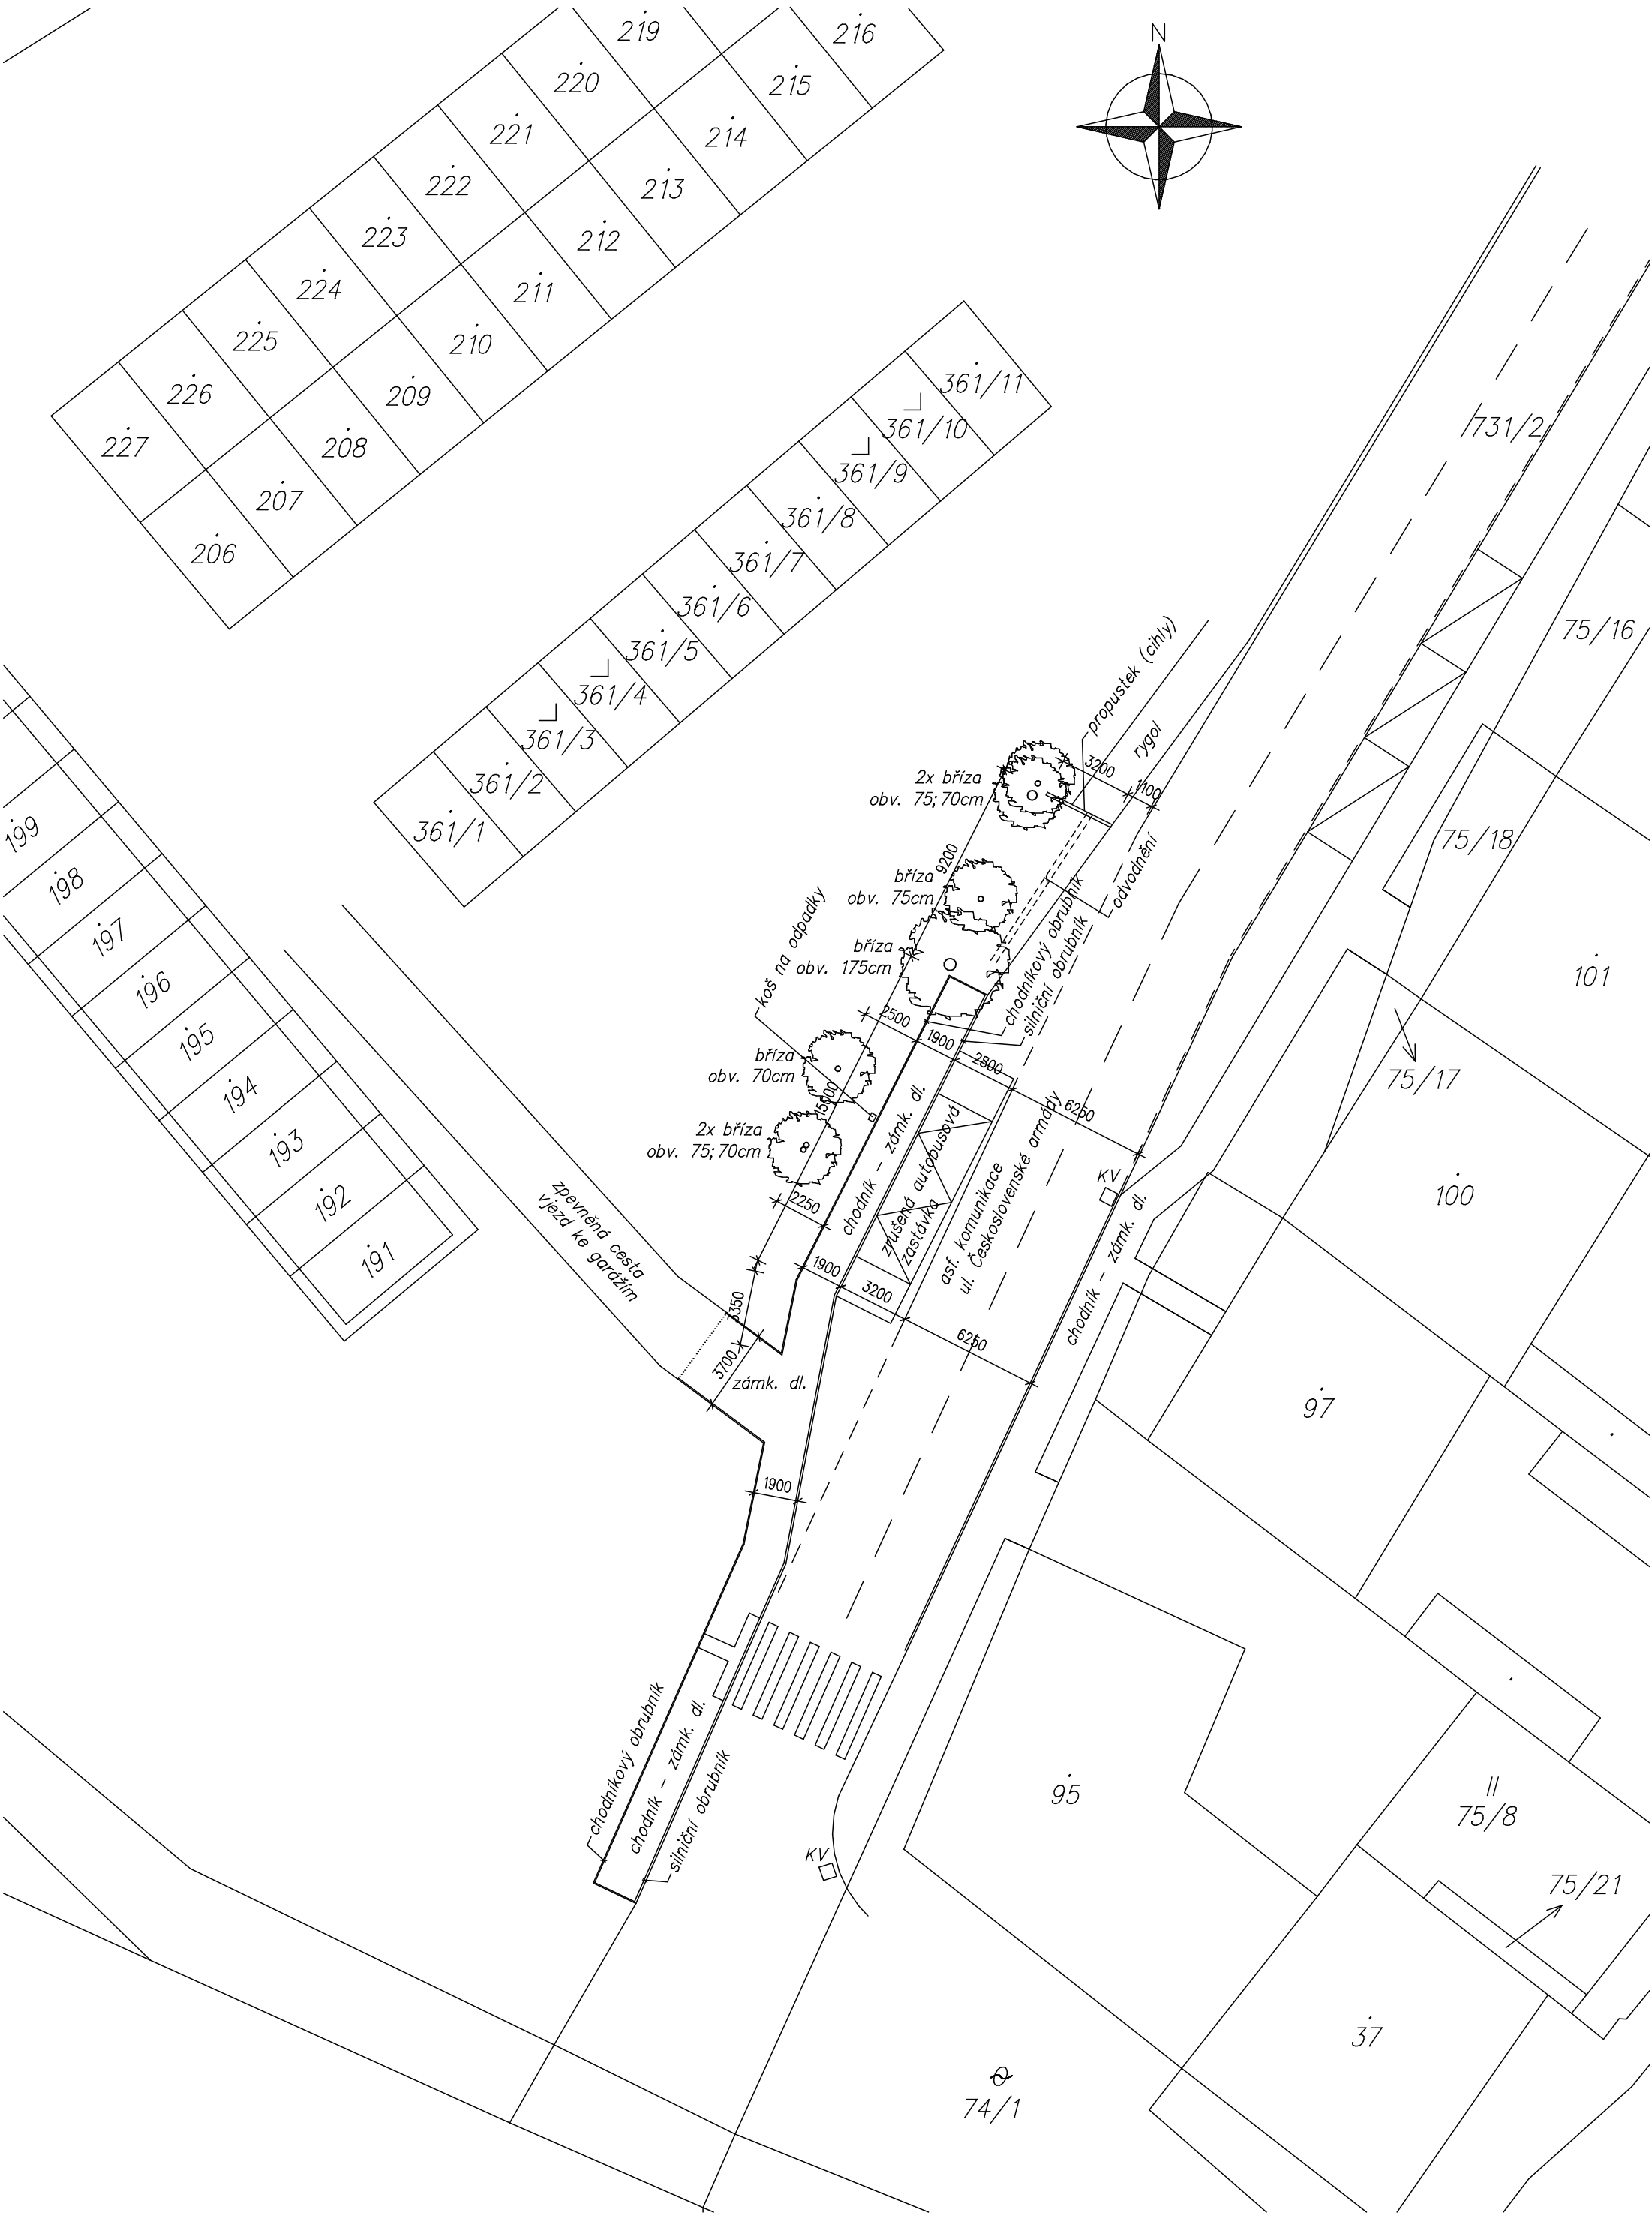 N
219
216
220
215
221
214
222
213
223
212
224
211
225
210
226
209
227
208
207
206
361/11
361/10
361/9
361/8
361/7
361/6
361/5
361/4
361/3
361/2
361/1
731/2
75/16
75/18
101
75/17
100
97
95
75/8
75/21
37
74/1
199
198
197
196
195
194
193
192
191
propustek (cihly)
rygol
3200
1100
2x bříza
obv. 75;70cm
9200
odvodnění
bříza
obv. 75cm
chodníkový obrubník
silniční obrubník
koš na odpadky
bříza
obv. 175cm
2500
1900
2800
6250
bříza
obv. 70cm
15000
2x bříza
obv. 75;70cm
2250
chodník - zámk. dl.
zrušená autobusová
zastávka
asf. komunikace
ul. Československé armády
KV
chodník - zámk. dl.
zpevněná cesta
vjezd ke garážím
1900
3200
6250
3350
3700
zámk. dl.
1900
chodníkový obrubník
chodník - zámk. dl.
silniční obrubník
KV